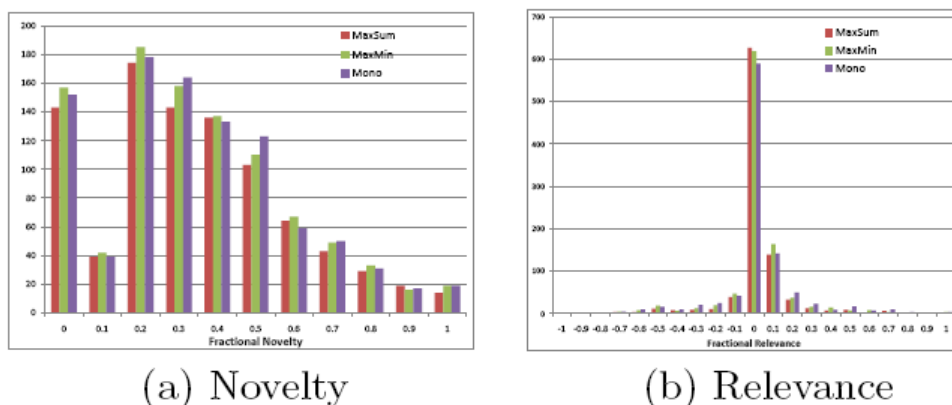 200
180
160
140
120
100
80
60
40
20
0
MaxSum
MaxMin
Mono
0 0.1 0.2 0.3 0.4 0.5 0.6 0.7 0.8 0.9 1
Fractional Novelty
(a) Novelty
700
600
500
400
300
200
100
0
MaxSum
MaxMin
Mono
-1 -0.9 -0.8 -0.7 -0.6 -0.5 -0.4 -0.3 -0.2 -0.1 0 0.1 0.2 0.3 0.4 0.5 0.6 0.7 0.8 0.9 1
Fractional Relevance
(b) Relevance